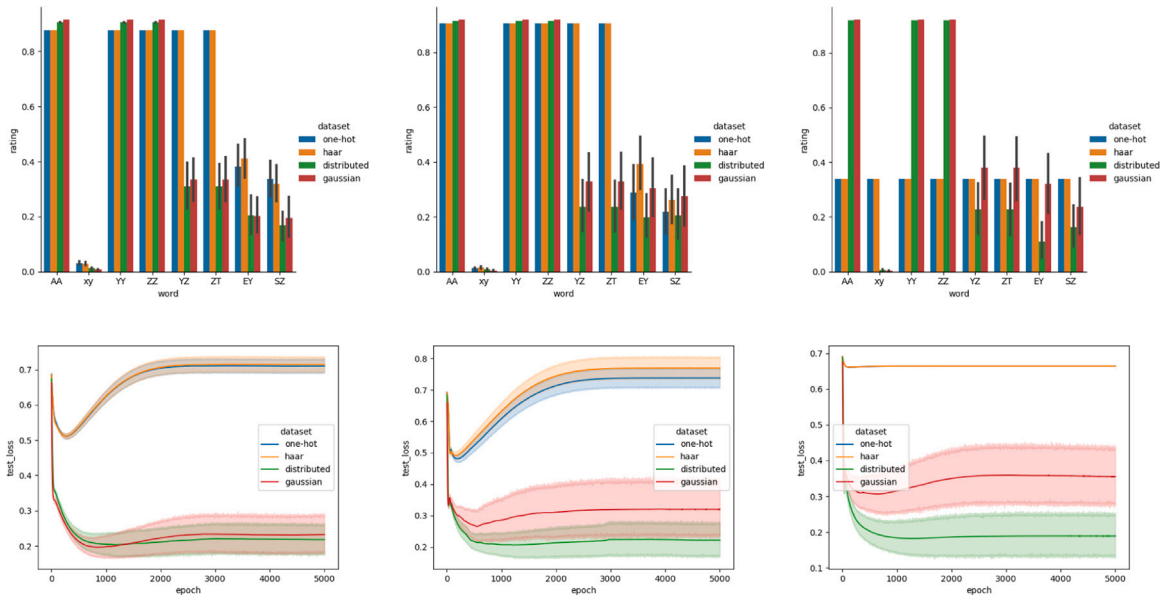 0.8
0.6
0.4
0.2
0.0
rating
AA xy YY ZZ YZ ZT EY SZ
word
dataset
one-hot
haar
distributed
gaussian
0.8
0.6
0.4
0.2
0.0
rating
AA xy YY ZZ YZ ZT EY SZ
word
dataset
one-hot
haar
distributed
gaussian
0.8
0.6
0.4
0.2
0.0
rating
AA xy YY ZZ YZ ZT EY SZ
word
dataset
one-hot
haar
distributed
gaussian
0.7
0.6
0.5
0.4
0.3
0.2
test_loss
0 1000 2000 3000 4000 5000
epoch
dataset
one-hot
haar
distributed
gaussian
0.8
0.7
0.6
0.5
0.4
0.3
0.2
test_loss
0 1000 2000 3000 4000 5000
epoch
dataset
one-hot
haar
distributed
gaussian
0.7
0.6
0.5
0.4
0.3
0.2
0.1
test_loss
0 1000 2000 3000 4000 5000
epoch
dataset
one-hot
haar
distributed
gaussian